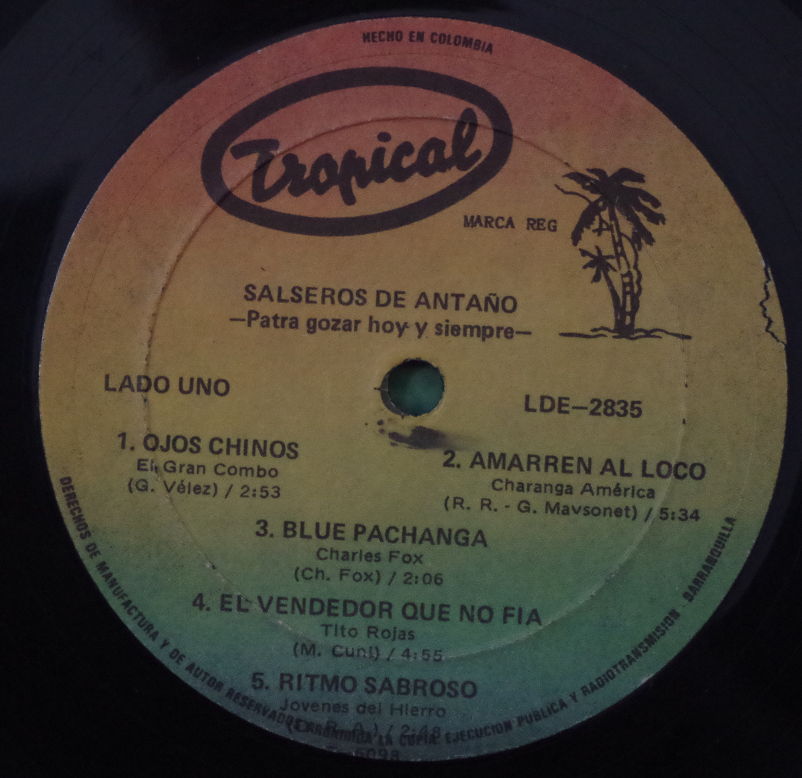 HECHO EN COLOMBIA
Tropical
MARCA REG
SALSEROS DE ANTAÑO
—Patra gozar hoy y siempre—
LADO UNO
LDE—2835
1. OJOS CHINOS
El Gran Combo
(G. Vélez) / 2:53
2. AMARREN AL LOCO
Charanga América
(R. R. - G. Mavsonet) / 5:34
3. BLUE PACHANGA
Charles Fox
(Ch. Fox) / 2:06
4. EL VENDEDOR QUE NO FIA
Tito Rojas
(M. Cuni) / 4:55
5. RITMO SABROSO
Jovenes del Hierro
DERECHOS DE MANUFACTURA Y DE AUTOR RESERVADOS PROHIBIDA LA COPIA, EJECUCION PUBLICA Y RADIOTRANSMISION - BARRANQUILLA